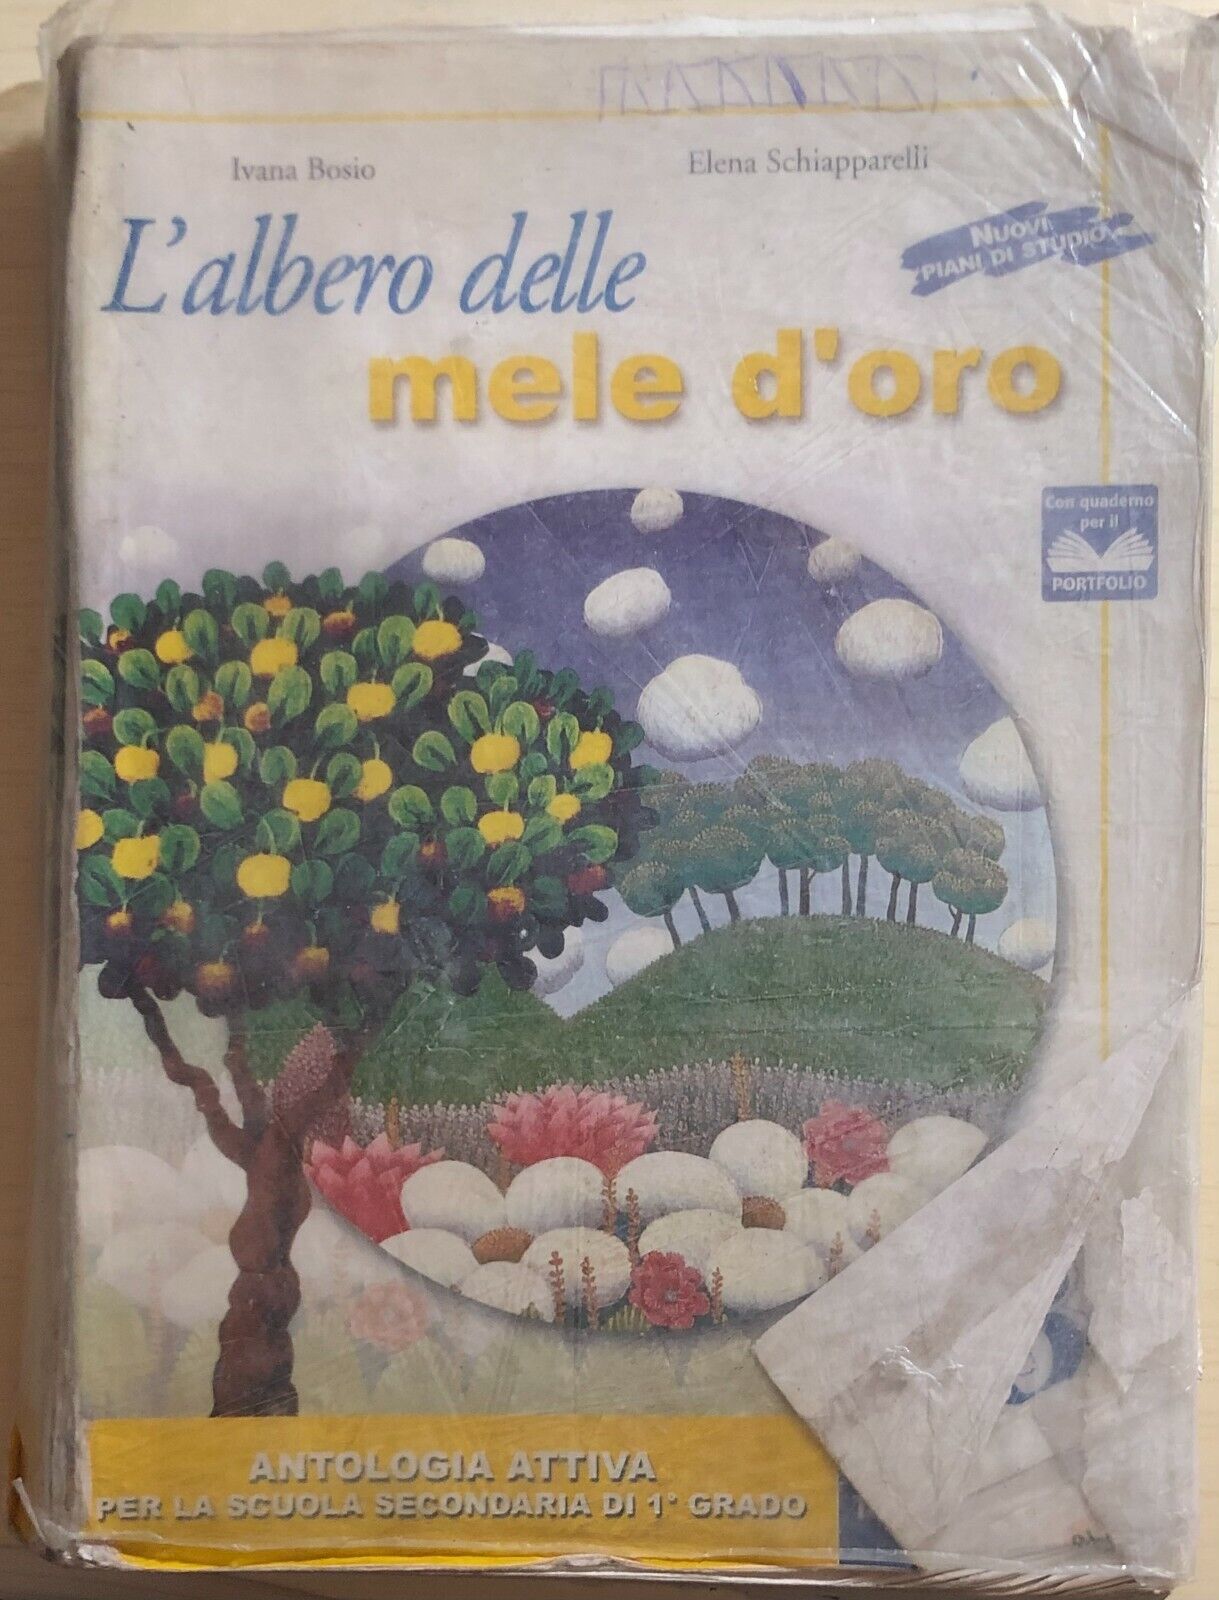 Ivana Bosio
Elena Schiapparelli
L'albero delle
mele d'oro
NUOVI
PIANI DI STUDIO
Con quaderno
per il
PORTFOLIO
ANTOLOGIA ATTIVA
PER LA SCUOLA SECONDARIA DI 1° GRADO